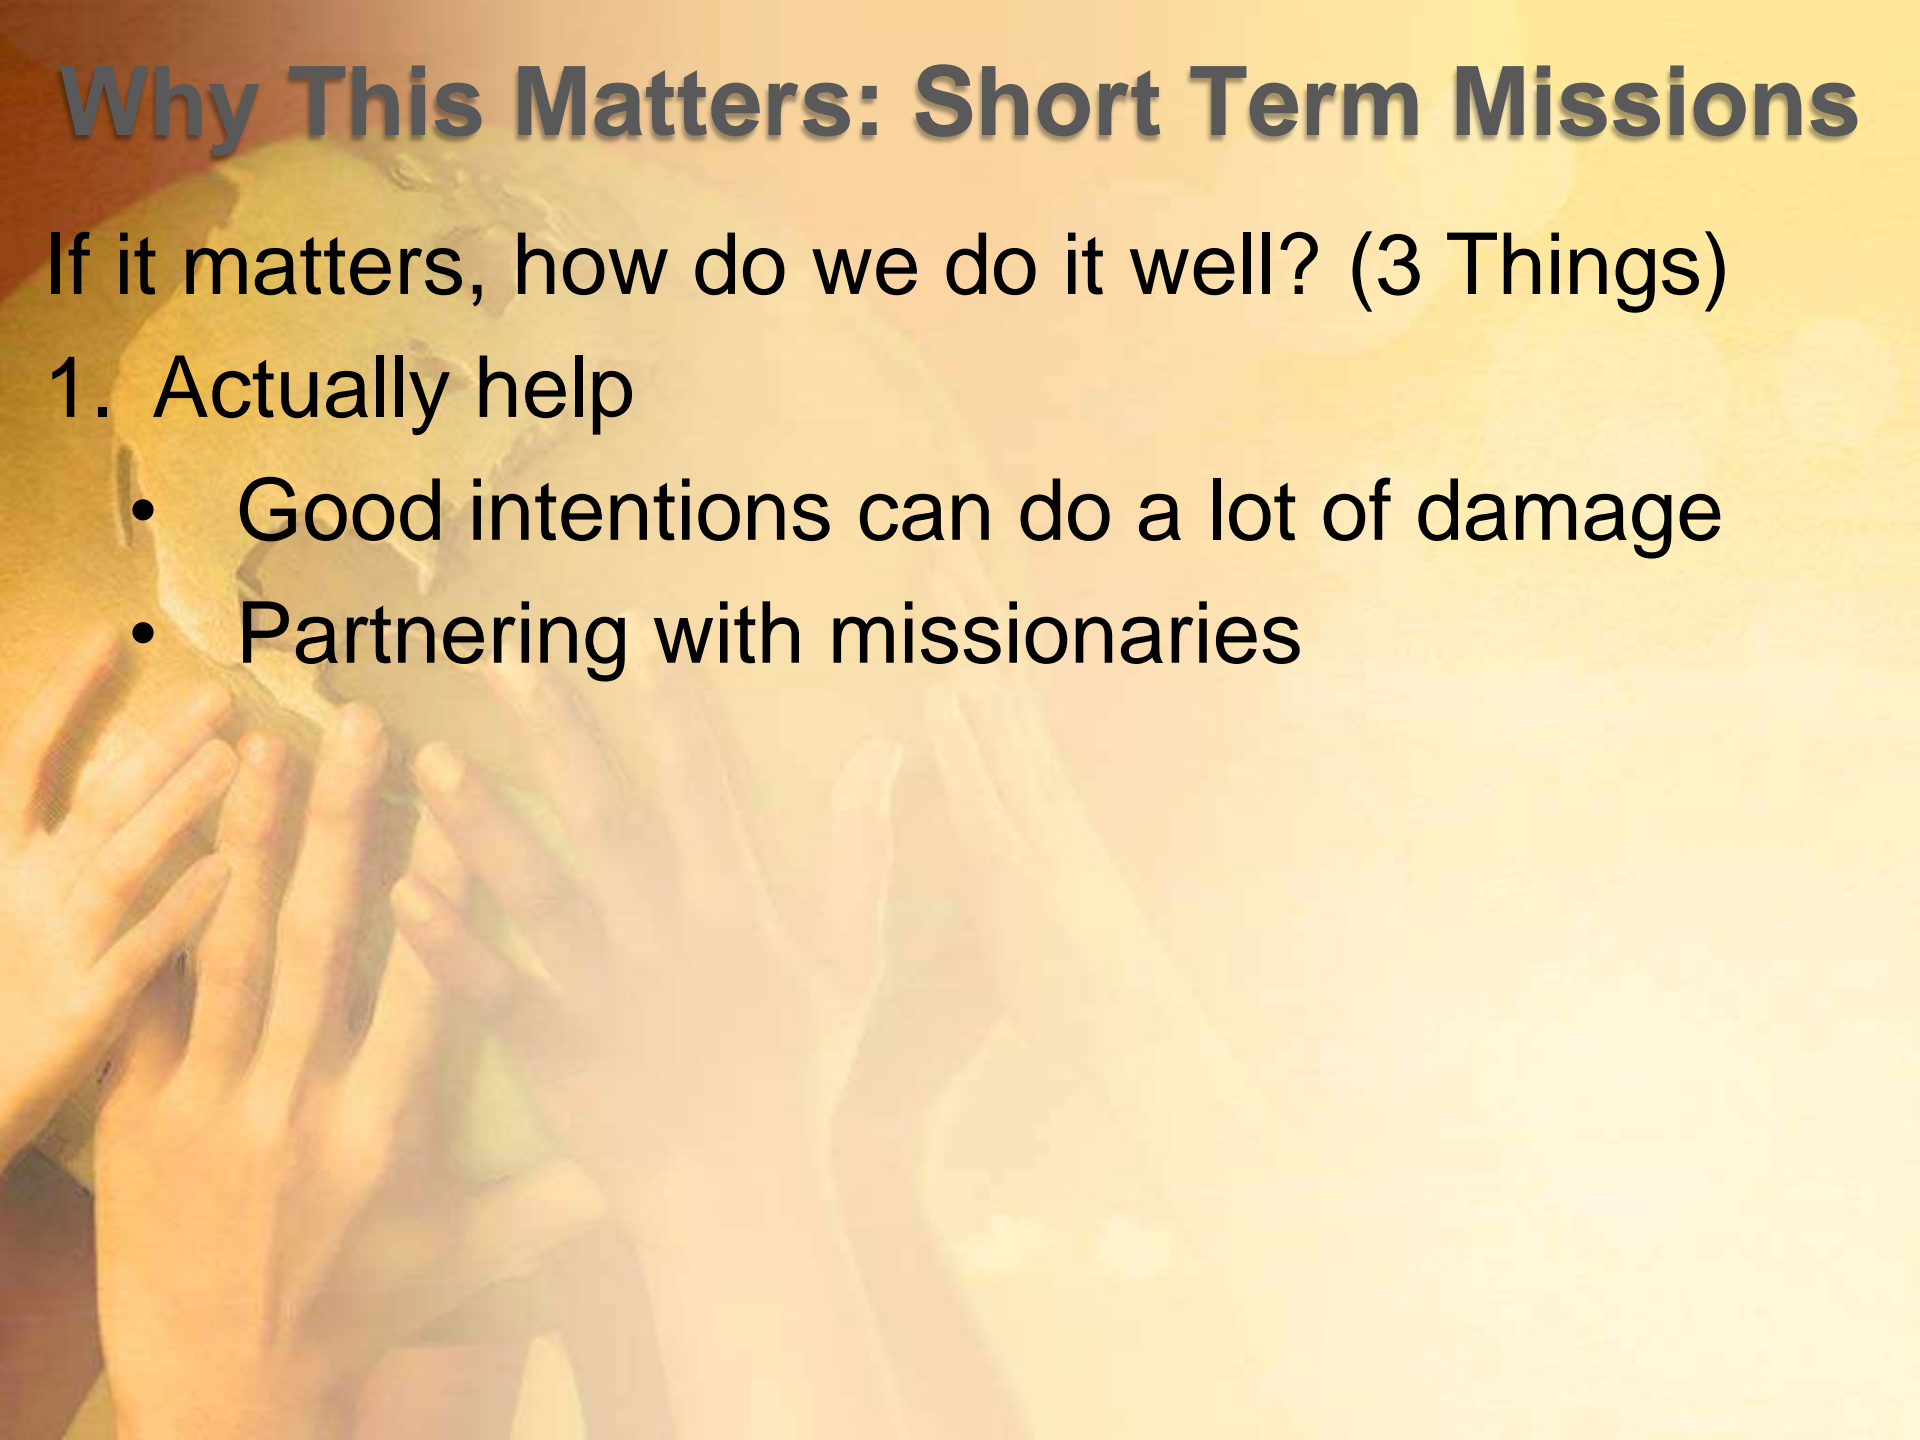 Why This Matters: Short Term Missions
If it matters, how do we do it well? (3 Things)
1. Actually help
• Good intentions can do a lot of damage
• Partnering with missionaries